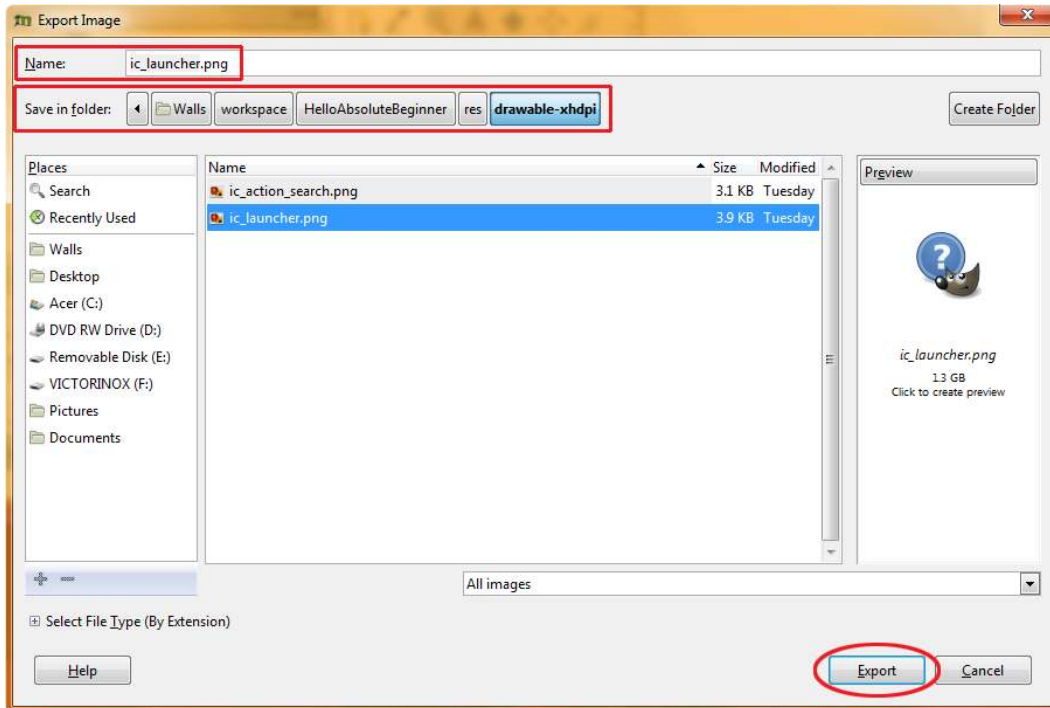 Export Image
Name: ic_launcher.png
Save in folder: Walls workspace HelloAbsoluteBeginner res drawable-xhdpi Create Folder
Places Name Size Modified Preview
Search ic_action_search.png 3.1 KB Tuesday
Recently Used ic_launcher.png 3.9 KB Tuesday
Walls
Desktop
Acer (C:)
DVD RW Drive (D:)
Removable Disk (E:)
VICTORINOX (F:)
Pictures
Documents
?
ic_launcher.png
1.3 GB
Click to create preview
All images
Select File Type (By Extension)
Help Export Cancel